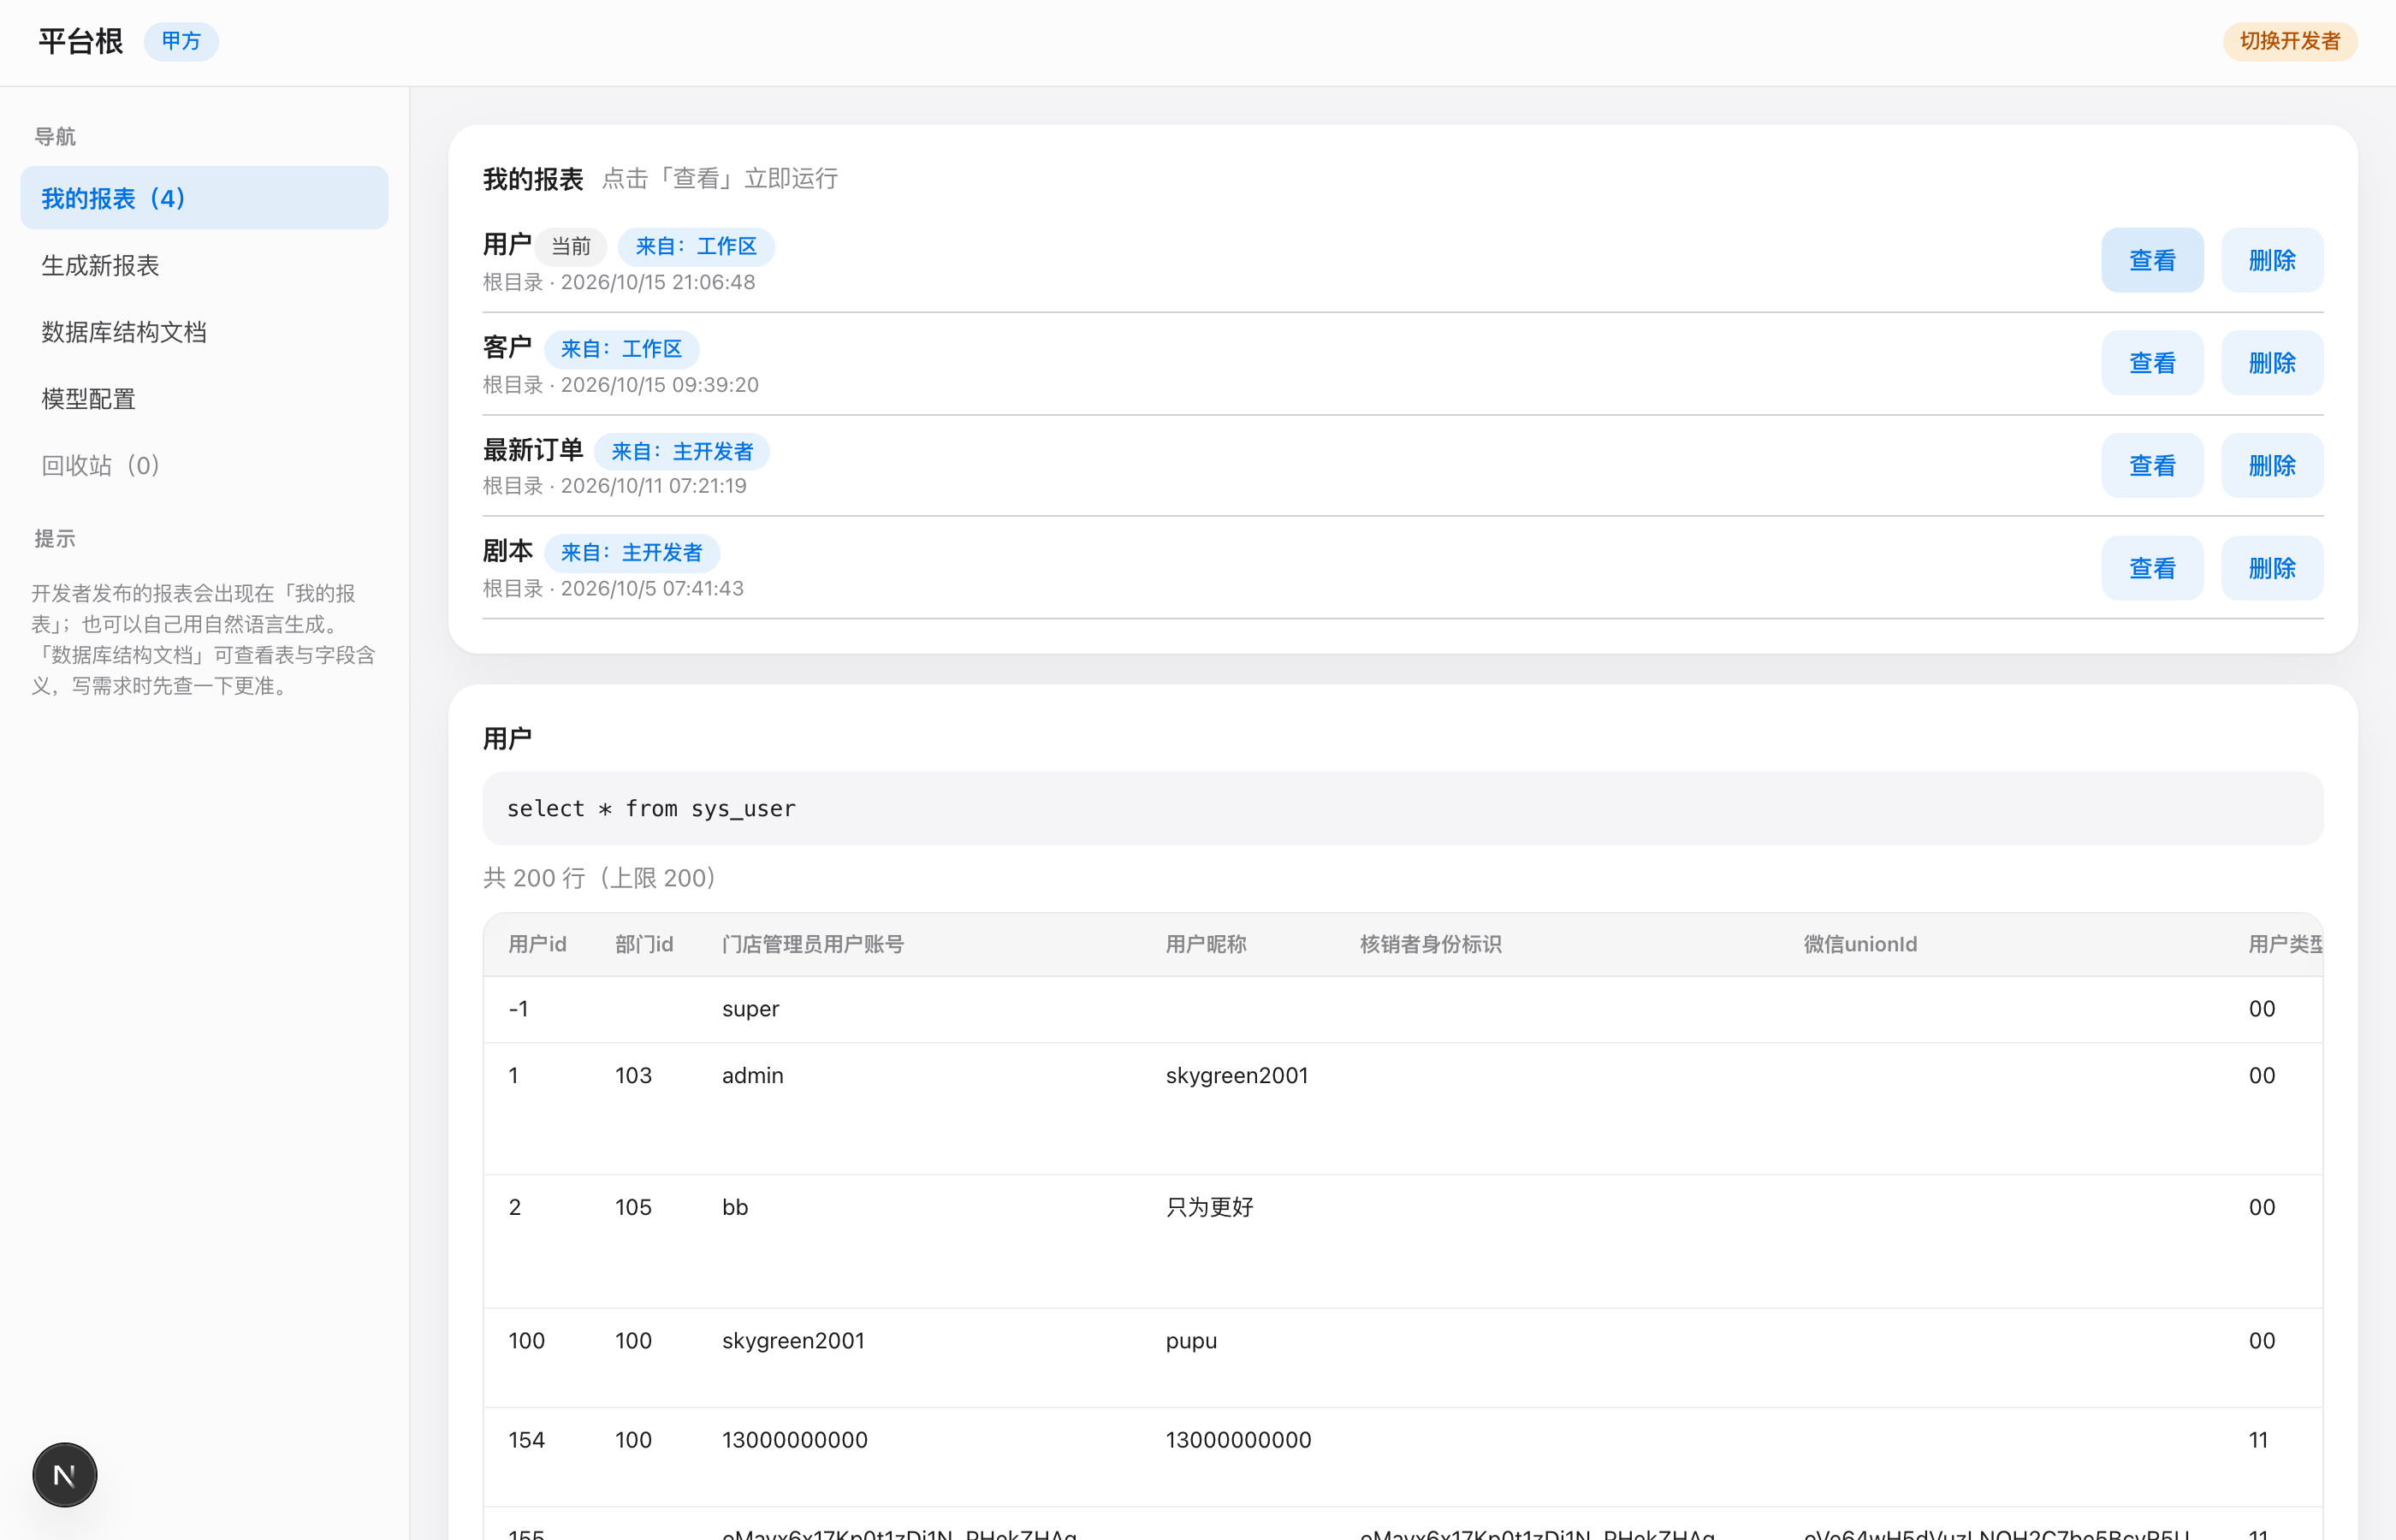 平台根 甲方 切换开发者
导航
我的报表（4）
生成新报表
数据库结构文档
模型配置
回收站（0）
提示
开发者发布的报表会出现在「我的报
表」；也可以自己用自然语言生成。
「数据库结构文档」可查看表与字段含
义，写需求时先查一下更准。
我的报表 点击「查看」立即运行
用户 当前 来自：工作区 查看 删除
根目录 · 2026/10/15 21:06:48
客户 来自：工作区 查看 删除
根目录 · 2026/10/15 09:39:20
最新订单 来自：主开发者 查看 删除
根目录 · 2026/10/11 07:21:19
剧本 来自：主开发者 查看 删除
根目录 · 2026/10/5 07:41:43
用户
select * from sys_user
共 200 行（上限 200）
用户id 部门id 门店管理员用户账号 用户昵称 核销者身份标识 微信unionId 用户类型
-1 super 00
1 103 admin skygreen2001 00
2 105 bb 只为更好 00
100 100 skygreen2001 pupu 00
154 100 13000000000 13000000000 11
155 11
N